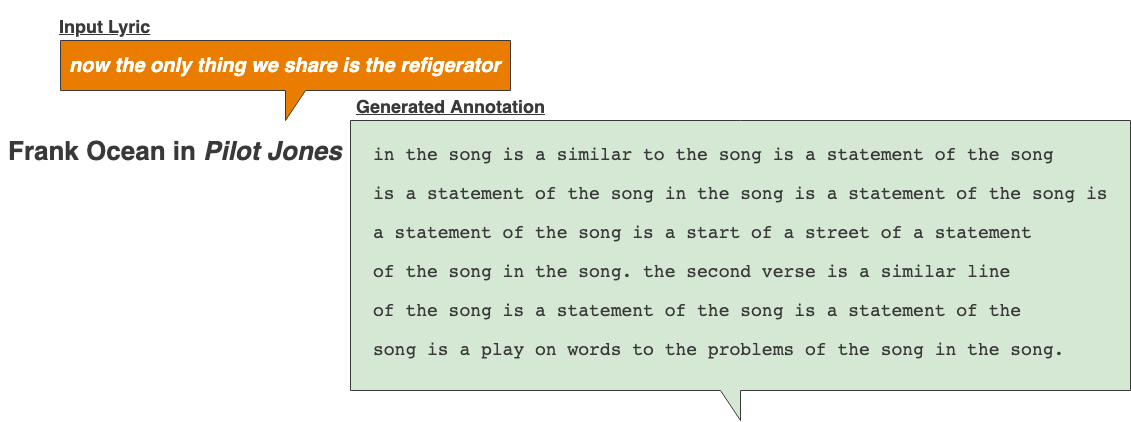 Input Lyric
now the only thing we share is the refigerator
Generated Annotation
Frank Ocean in Pilot Jones
in the song is a similar to the song is a statement of the song
is a statement of the song in the song is a statement of the song is
a statement of the song is a start of a street of a statement
of the song in the song. the second verse is a similar line
of the song is a statement of the song is a statement of the
song is a play on words to the problems of the song in the song.